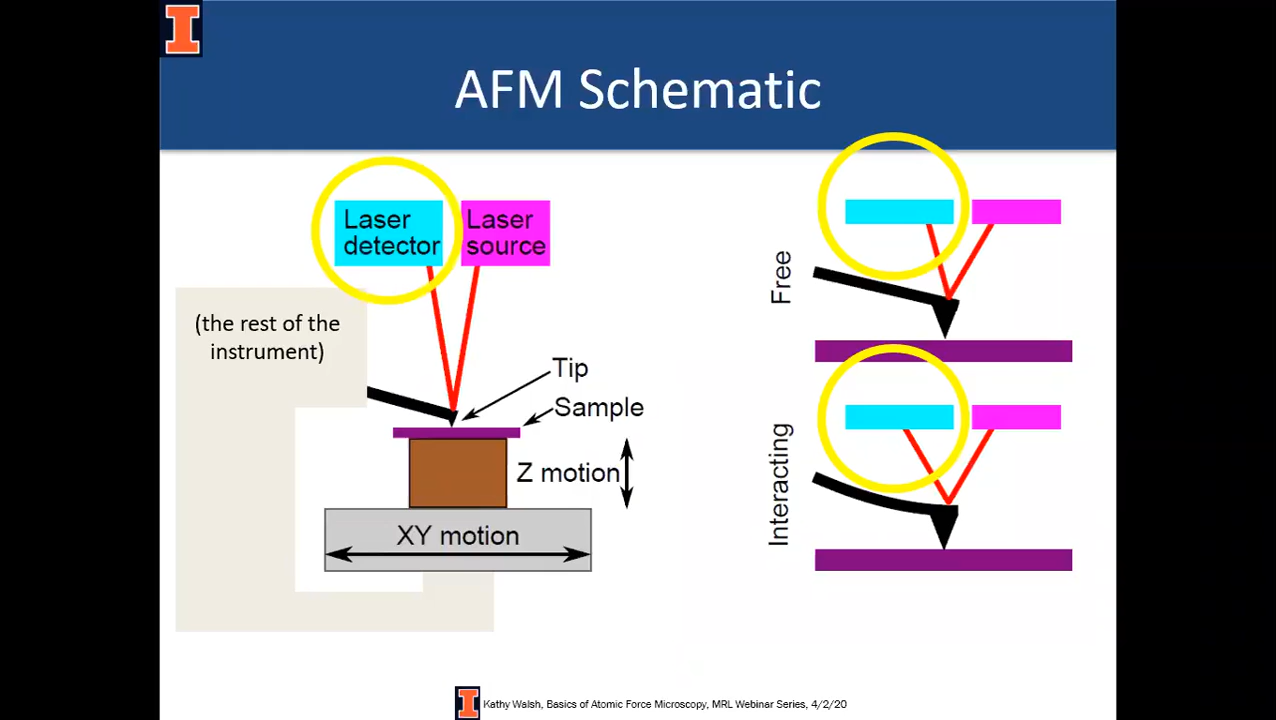 I
AFM Schematic
Laser
detector
Laser
source
(the rest of the
instrument)
Tip
Sample
Z motion
XY motion
Free
Interacting
I Kathy Walsh, Basics of Atomic Force Microscopy, MRL Webinar Series, 4/2/20